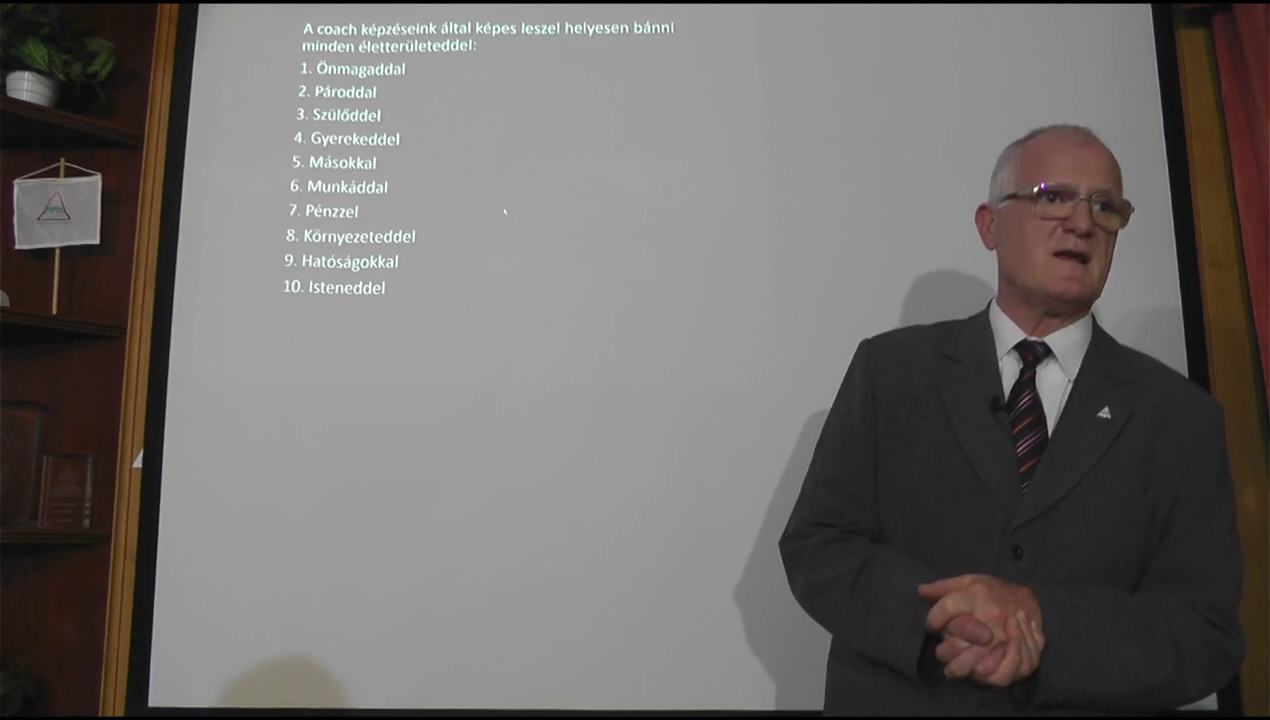 A coach képzéseink által képes leszel helyesen bánni
minden életterületeddel:
1. Önmagaddal
2. Pároddal
3. Szülőddel
4. Gyerekeddel
5. Másokkal
6. Munkáddal
7. Pénzzel
8. Környezeteddel
9. Hatóságokkal
10. Isteneddel